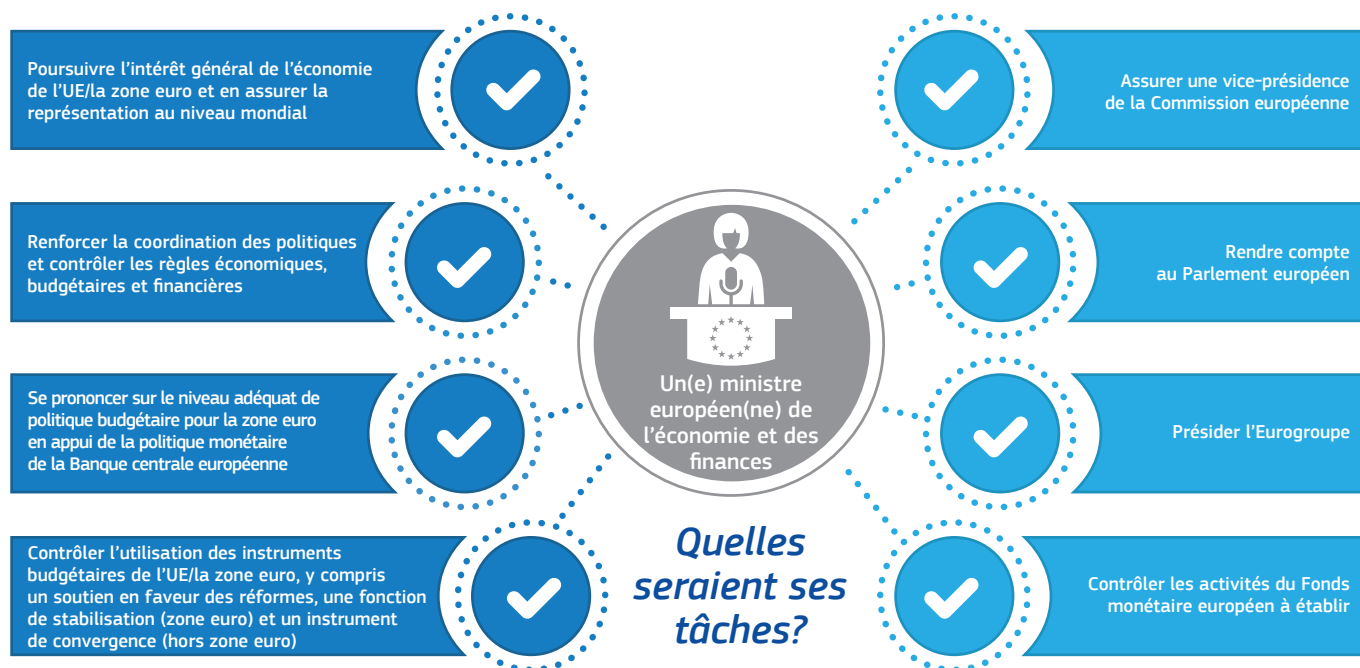 Poursuivre l’intérêt général de l’économie
de l’UE/la zone euro et en assurer la
représentation au niveau mondial
Renforcer la coordination des politiques
et contrôler les règles économiques,
budgétaires et financières
Se prononcer sur le niveau adéquat de
politique budgétaire pour la zone euro
en appui de la politique monétaire
de la Banque centrale européenne
Contrôler l’utilisation des instruments
budgétaires de l’UE/la zone euro, y compris
un soutien en faveur des réformes, une fonction
de stabilisation (zone euro) et un instrument
de convergence (hors zone euro)
Un(e) ministre
européen(ne) de
l’économie et des
finances
Quelles
seraient ses
tâches?
Assurer une vice-présidence
de la Commission européenne
Rendre compte
au Parlement européen
Présider l’Eurogroupe
Contrôler les activités du Fonds
monétaire européen à établir